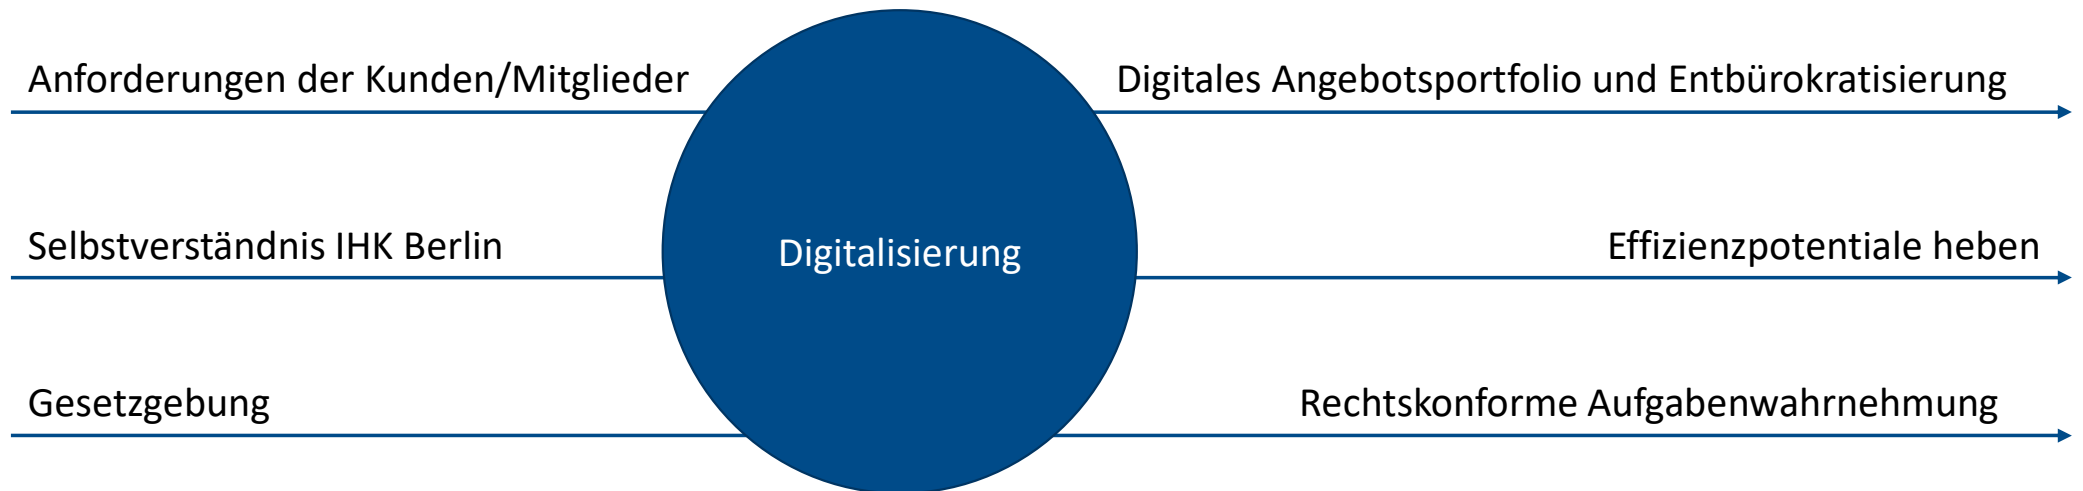 Anforderungen der Kunden/Mitglieder
Digitales Angebotsportfolio und Entbürokratisierung
Selbstverständnis IHK Berlin
Digitalisierung
Effizienzpotentiale heben
Gesetzgebung
Rechtskonforme Aufgabenwahrnehmung